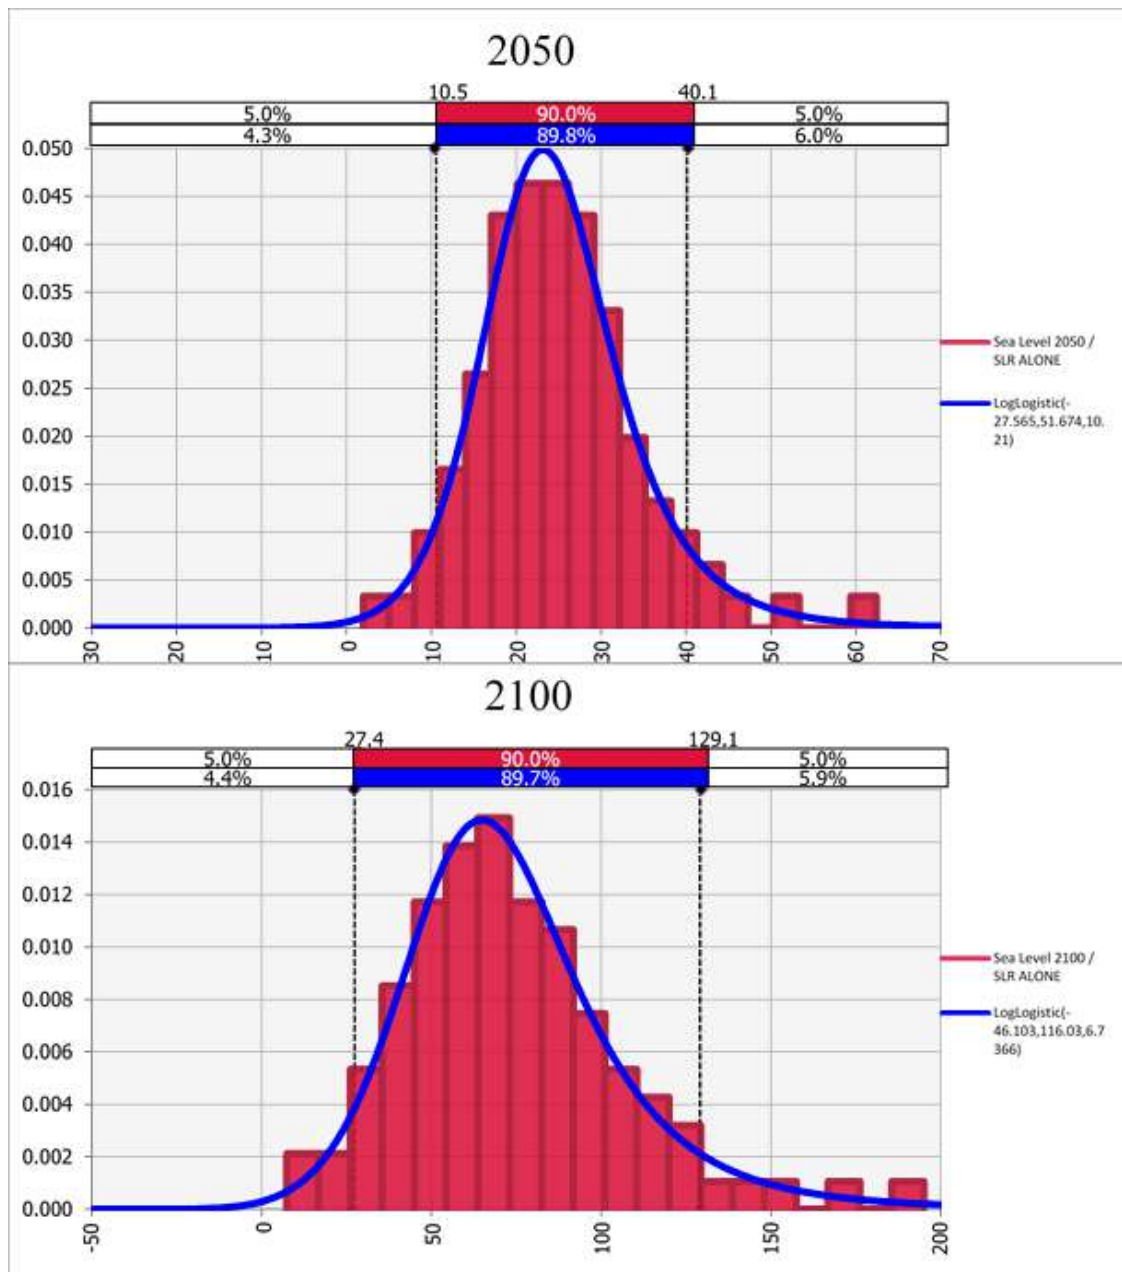 2050
10.5 40.1
5.0% 90.0% 5.0%
4.3% 89.8% 6.0%
0.050
0.045
0.040
0.035
0.030
0.025
0.020
0.015
0.010
0.005
0.000
30 20 10 0 10 20 30 40 50 60 70
Sea Level 2050 /
SLR ALONE
LogLogistic(-
27.565,51.674,10.
21)
2100
27.4 129.1
5.0% 90.0% 5.0%
4.4% 89.7% 5.9%
0.016
0.014
0.012
0.010
0.008
0.006
0.004
0.002
0.000
-50 0 50 100 150 200
Sea Level 2100 /
SLR ALONE
LogLogistic(-
46.103,116.03,6.7
366)